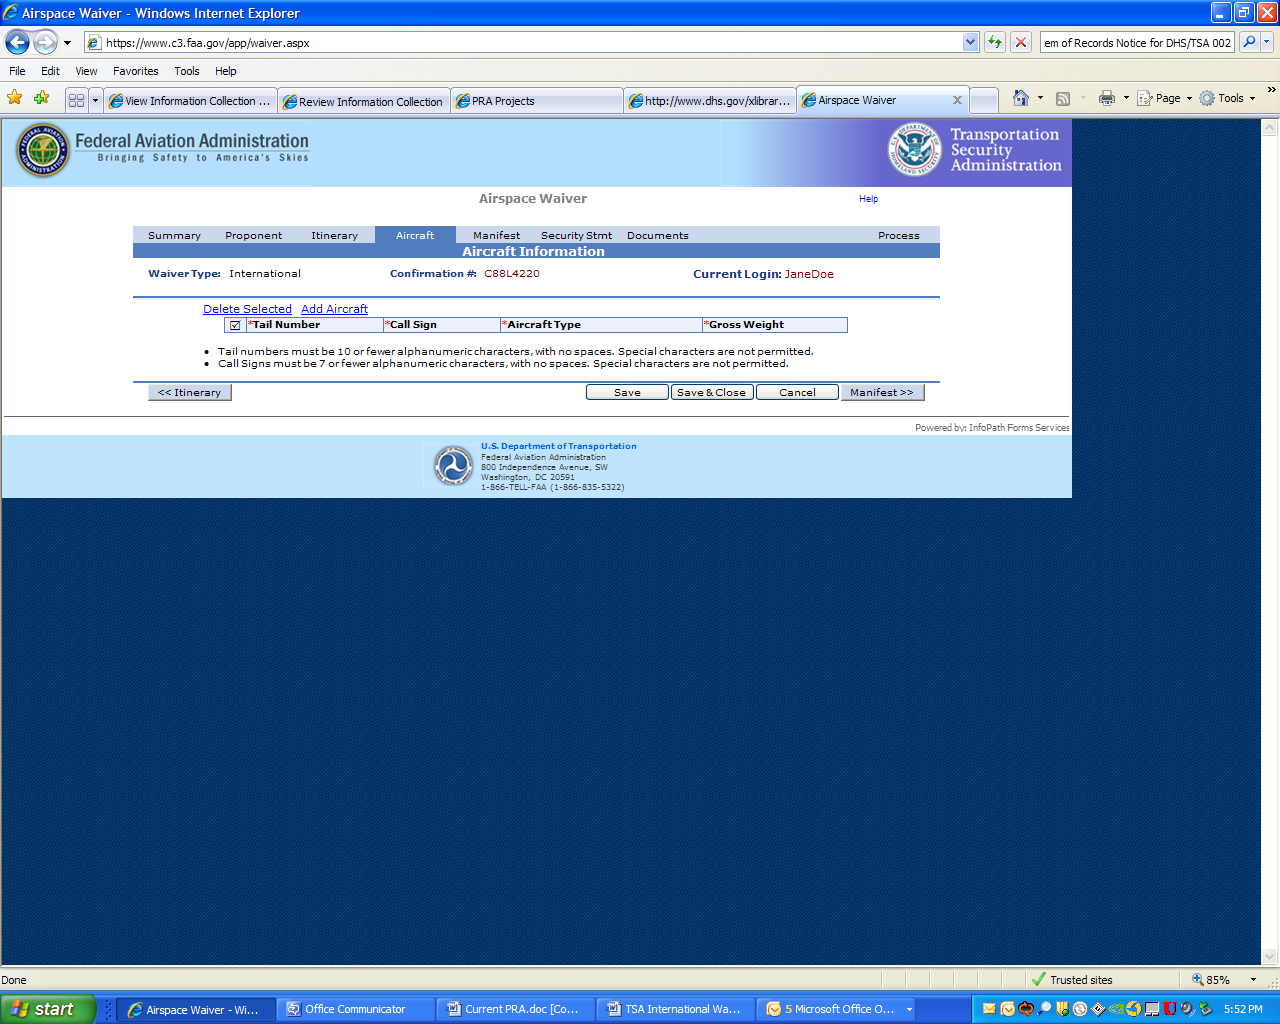 Airspace Waiver - Windows Internet Explorer
https://www.c3.faa.gov/app/waiver.aspx
em of Records Notice for DHS/TSA 002
File Edit View Favorites Tools Help
View Information Collection ... Review Information Collection PRA Projects http://www.dhs.gov/xlibrar... Airspace Waiver Page Tools
Federal Aviation Administration
Bringing Safety to America's Skies
U.S. DEPARTMENT OF HOMELAND SECURITY
Transportation
Security
Administration
Airspace Waiver Help
Summary Proponent Itinerary Aircraft Manifest Security Stmt Documents Process
Aircraft Information
Waiver Type: International Confirmation #: C88L4220 Current Login: JaneDoe
Delete Selected Add Aircraft
*Tail Number *Call Sign *Aircraft Type *Gross Weight
• Tail numbers must be 10 or fewer alphanumeric characters, with no spaces. Special characters are not permitted.
• Call Signs must be 7 or fewer alphanumeric characters, with no spaces. Special characters are not permitted.
<< Itinerary Save Save & Close Cancel Manifest >>
Powered by: InfoPath Forms Services
U.S. Department of Transportation
Federal Aviation Administration
800 Independence Avenue, SW
Washington, DC 20591
1-866-TELL-FAA (1-866-835-5322)
Done Trusted sites 85%
start Airspace Waiver - Wi... Office Communicator Current PRA.doc [Co... TSA International Wa... 5 Microsoft Office O... 5:52 PM